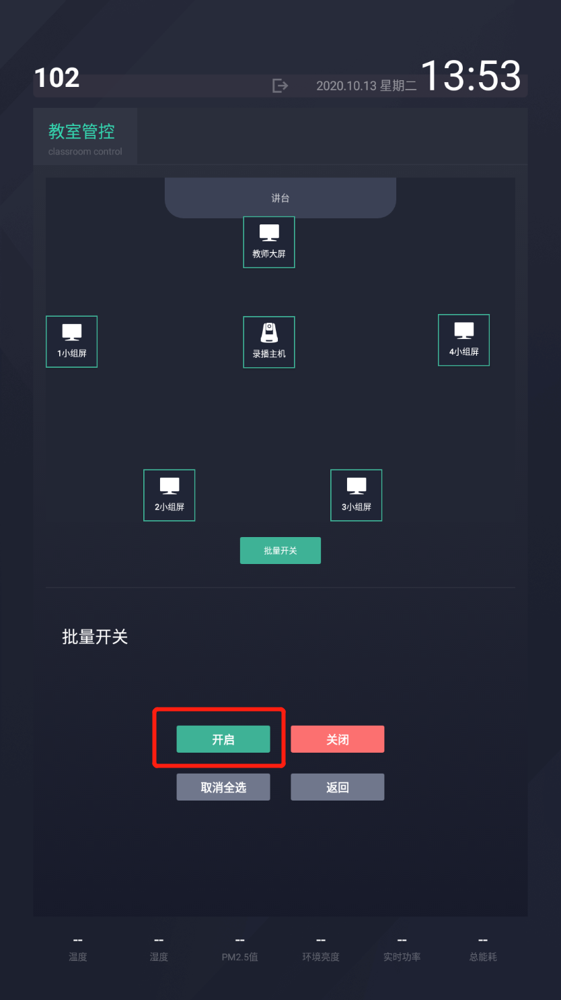 102
2020.10.13 星期二
13:53
教室管控
classroom control
讲台
教师大屏
1小组屏
录播主机
4小组屏
2小组屏
3小组屏
批量开关
批量开关
开启
关闭
取消全选
返回
-- -- -- -- -- --
温度 湿度 PM2.5值 环境亮度 实时功率 总能耗